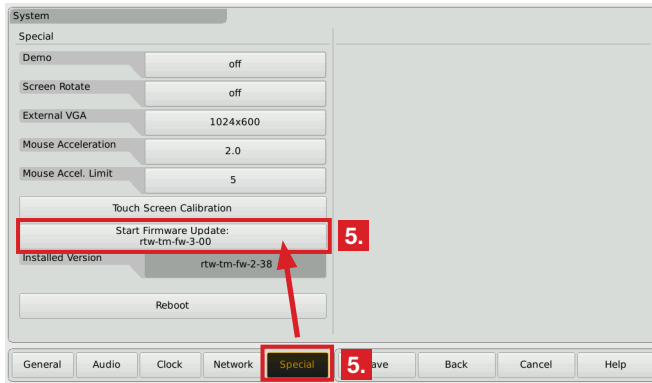 System
Special
Demo
off
Screen Rotate
off
External VGA
1024x600
Mouse Acceleration
2.0
Mouse Accel. Limit
5
Touch Screen Calibration
Start Firmware Update:
rtw-tm-fw-3-00
5.
Installed Version
rtw-tm-fw-2-38
Reboot
General Audio Clock Network Special 5. ave Back Cancel Help